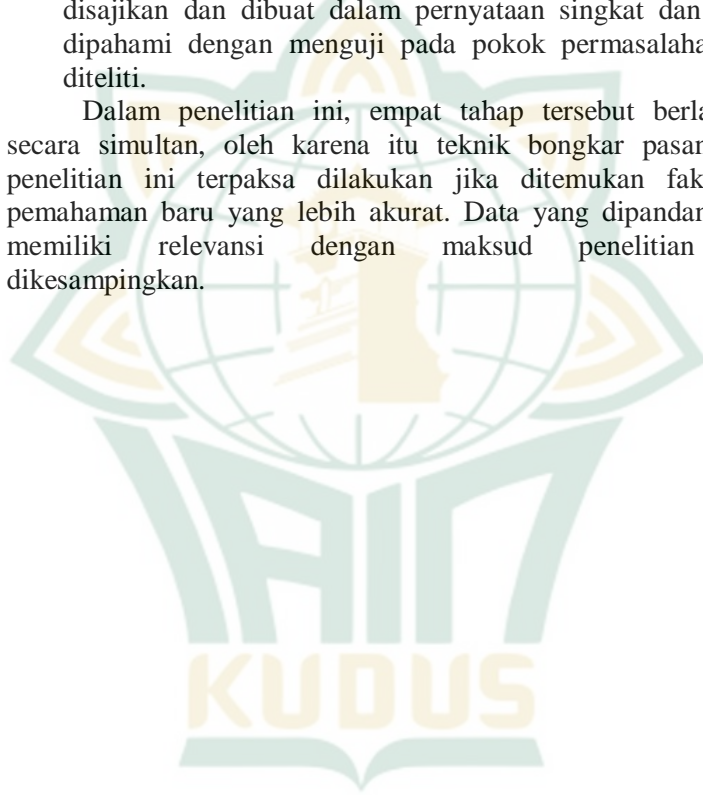 disajikan dan dibuat dalam pernyataan singkat dan
dipahami dengan menguji pada pokok permasalaha
diteliti.
Dalam penelitian ini, empat tahap tersebut berla
secara simultan, oleh karena itu teknik bongkar pasan
penelitian ini terpaksa dilakukan jika ditemukan fak
pemahaman baru yang lebih akurat. Data yang dipandan
memiliki relevansi dengan maksud penelitian
dikesampingkan.
IAIN
KUDUS